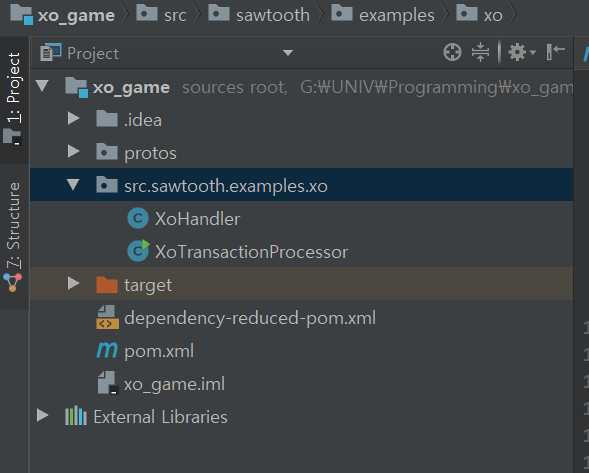 xo_game src sawtooth examples xo
Project
1: Project
7: Structure
xo_game sources root, G:₩UNIV₩Programming₩xo_gam
.idea
protos
src.sawtooth.examples.xo
XoHandler
XoTransactionProcessor
target
dependency-reduced-pom.xml
pom.xml
xo_game.iml
External Libraries